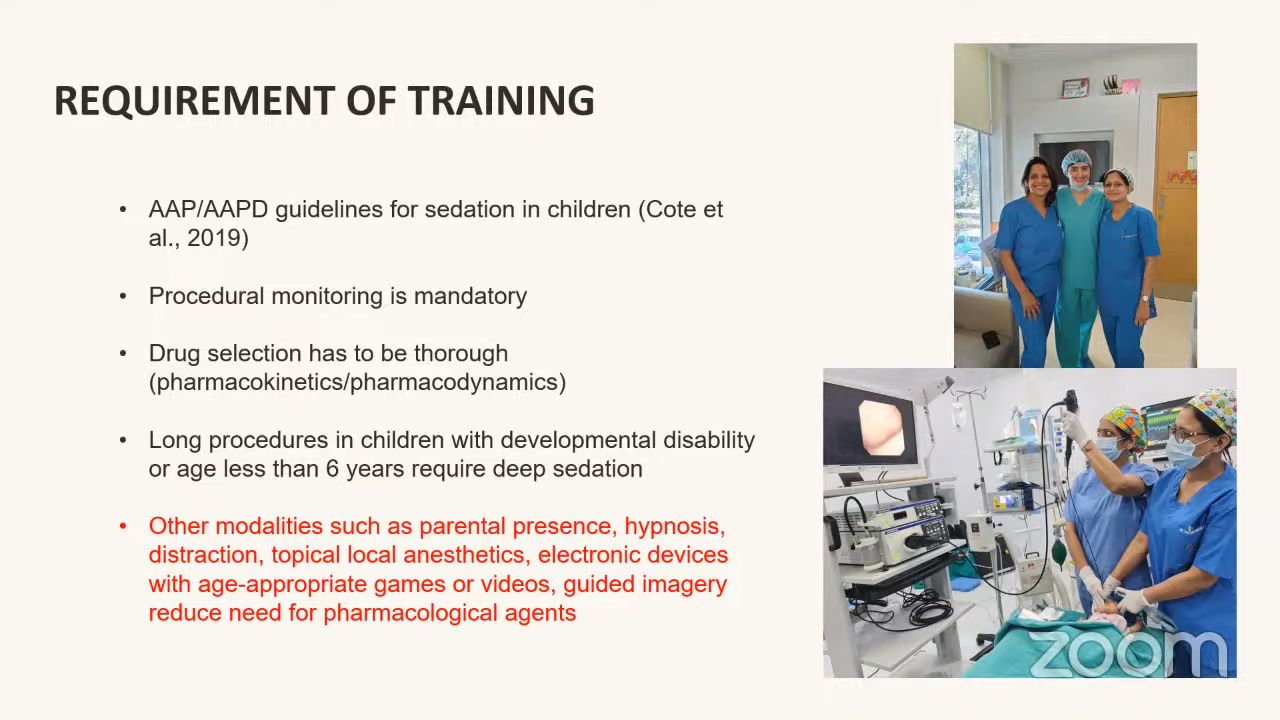 REQUIREMENT OF TRAINING
• AAP/AAPD guidelines for sedation in children (Cote et
al., 2019)
• Procedural monitoring is mandatory
• Drug selection has to be thorough
(pharmacokinetics/pharmacodynamics)
• Long procedures in children with developmental disability
or age less than 6 years require deep sedation
• Other modalities such as parental presence, hypnosis,
distraction, topical local anesthetics, electronic devices
with age-appropriate games or videos, guided imagery
reduce need for pharmacological agents
zoom